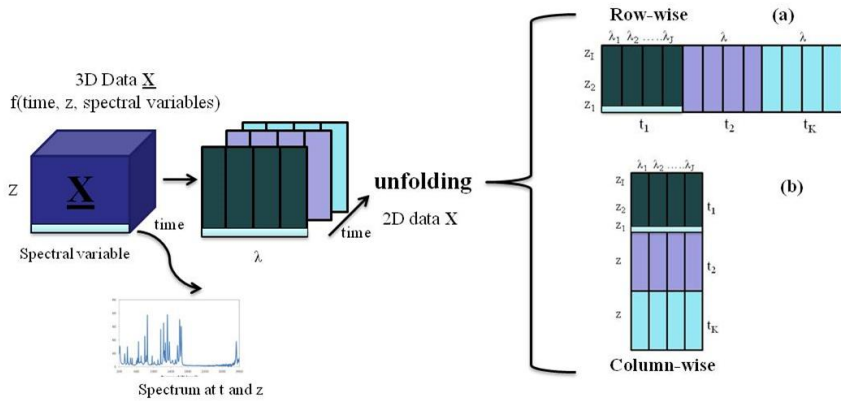 3D Data X
f(time, z, spectral variables)
Z
X
time
Spectral variable
λ
time
unfolding
2D data X
Spectrum at t and z
Row-wise
(a)
λ1 λ2 .....λJ
λ
λ
zI
z2
z1
t1
t2
tK
(b)
λ1 λ2 .....λJ
zI
z2
z1
z
z
t1
t2
tK
Column-wise